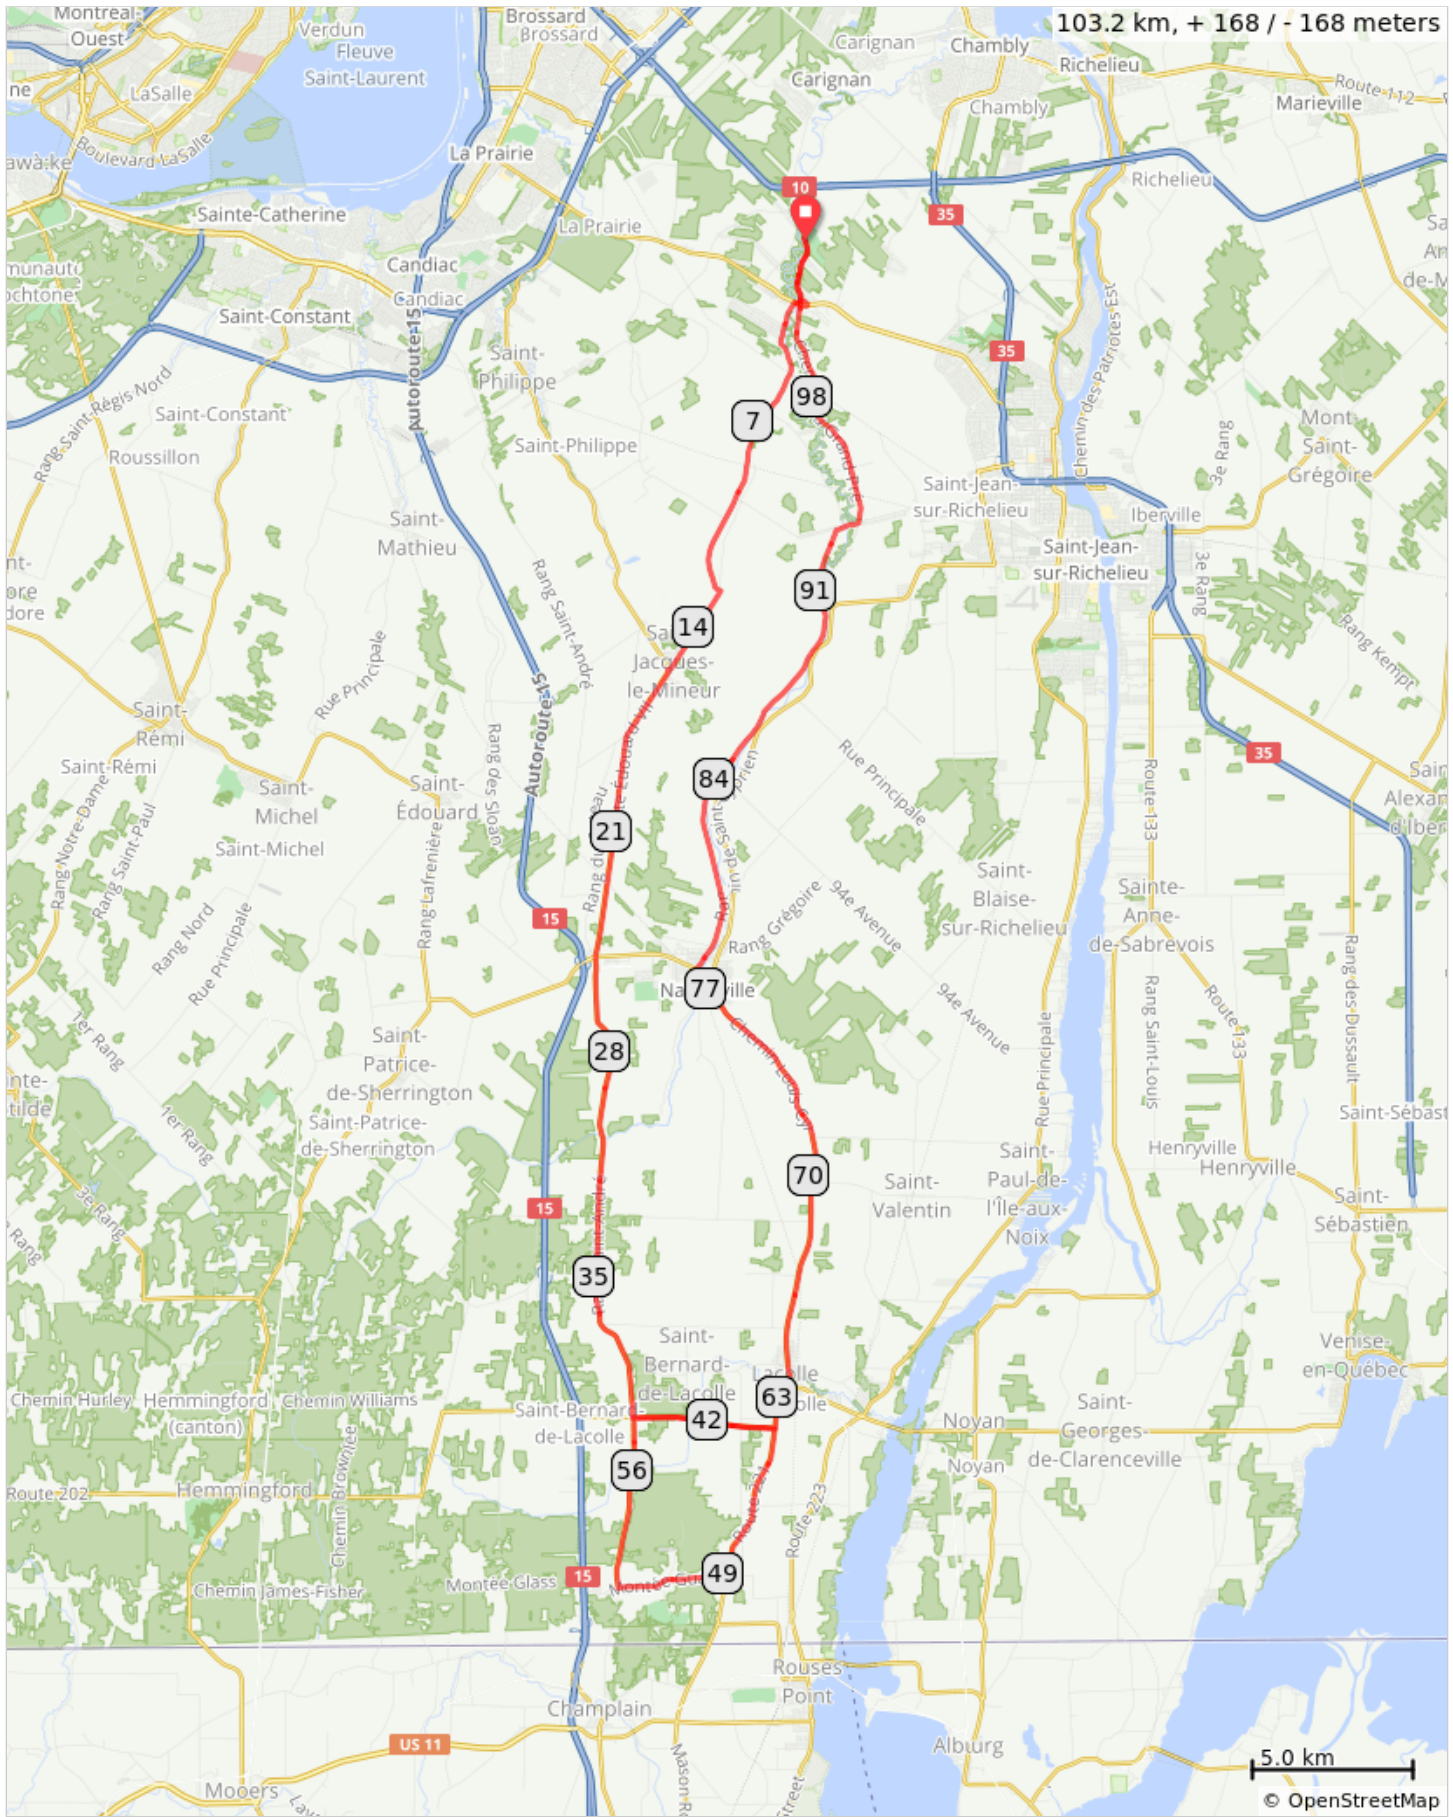 103.2 km, + 168 / - 168 meters
Montréal-
Ouest
Verdun
Fleuve
Saint-Laurent
Brossard
Brossard
Carignan
Carignan
Chambly
Richelieu
Chambly
Route 112
Marieville
LaSalle
Boulevard LaSalle
La Prairie
Richelieu
10
35
Sainte-Catherine
La Prairie
Candiac
Candiac
Saint-Constant
Autoroute 15
Saint-
Philippe
35
Chemin des Patriotes Est
Rang Saint-Régis Nord
Saint-Constant
Roussillon
98
7
Saint-Philippe
Mont-
Saint-
Grégoire
3e Rang
Saint-Jean-
sur-Richelieu
Iberville
Saint-
Mathieu
Saint-Jean-
sur-Richelieu
3e Rang
Rang Saint-André
91
14
Jacques-
le-Mineur
Rang Kempt
Rue Principale
Autoroute 15
Saint-
Rémi
Saint-Rémi
Rang des Sloan
35
84
Rue Principale
Route 133
Saint-
Michel
Saint-
Édouard
Saint-Michel
21
Rang Notre-Dame
Rang Saint-Paul
Rang Lafrenière
Rang Nord
Rue Principale
15
Rang Grégoire
94e Avenue
Saint-
Blaise-
sur-Richelieu
Sainte-
Anne-
de-Sabrevois
77
94e Avenue
Rang Saint-Louis
Route 133
Rang des Dussault
1er Rang
Saint-
Patrice-
de-Sherrington
28
Chemin Louis Cyr
Rue Principale
1er Rang
Saint-Patrice-
de-Sherrington
Henryville
Henryville
70
Saint-
Valentin
Saint-
Paul-de-
l'Île-aux-
Noix
Saint-
Sébastien
3e Rang
15
35
Saint-
Bernard-
de-Lacolle
Lacolle
Venise-
en-Québec
Chemin Hurley
Hemmingford
(canton)
Chemin Williams
Saint-Bernard-
de-Lacolle
42
63
Noyan
Noyan
Saint-
Georges-
de-Clarenceville
Chemin Brownlee
56
Route 202
Hemmingford
Route 221
Route 223
49
15
Montée Glass
Chemin James-Fisher
Rouses
Point
Champlain
US 11
Alburg
Mooers
5.0 km
© OpenStreetMap